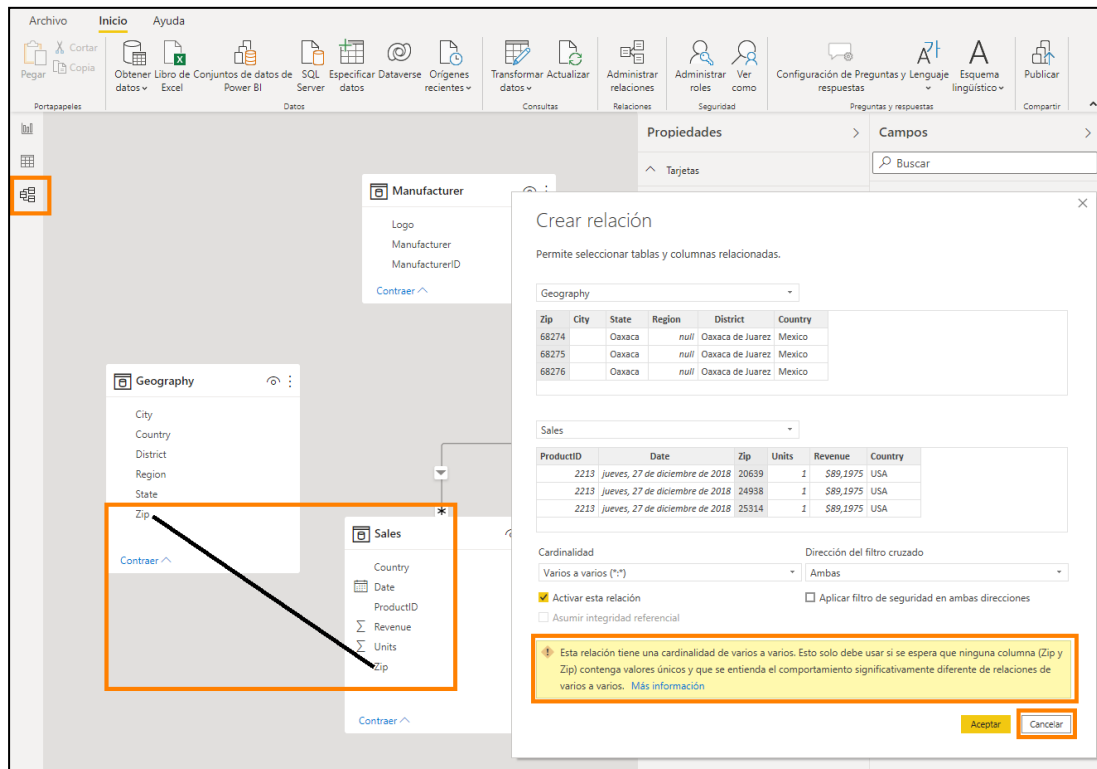 Archivo Inicio Ayuda
Pegar Cortar Copia
Obtener datos Libro de Excel Conjuntos de datos de Power BI SQL Server Especificar datos Dataverse Orígenes recientes Transformar datos Actualizar Administrar relaciones Administrar roles Ver como Configuración de Preguntas y respuestas Lenguaje Esquema lingüístico Publicar
Portapapeles Datos Consultas Relaciones Seguridad Preguntas y respuestas Compartir
Propiedades Campos
Tarjetas Buscar
Manufacturer
Logo
Manufacturer
ManufacturerID
Contraer
Geography
City
Country
District
Region
State
Zip
Contraer
Sales
Country
Date
ProductID
Revenue
Units
Zip
Contraer
Crear relación
Permite seleccionar tablas y columnas relacionadas.
Geography
Zip City State Region District Country
68274 Oaxaca null Oaxaca de Juarez Mexico
68275 Oaxaca null Oaxaca de Juarez Mexico
68276 Oaxaca null Oaxaca de Juarez Mexico
Sales
ProductID Date Zip Units Revenue Country
2213 jueves, 27 de diciembre de 2018 20639 1 $89,1975 USA
2213 jueves, 27 de diciembre de 2018 24938 1 $89,1975 USA
2213 jueves, 27 de diciembre de 2018 25314 1 $89,1975 USA
Cardinalidad Dirección del filtro cruzado
Varios a varios (*:*) Ambas
Activar esta relación Aplicar filtro de seguridad en ambas direcciones
Asumir integridad referencial
Esta relación tiene una cardinalidad de varios a varios. Esto solo debe usar si se espera que ninguna columna (Zip y
Zip) contenga valores únicos y que se entienda el comportamiento significativamente diferente de relaciones de
varios a varios. Más información
Aceptar Cancelar